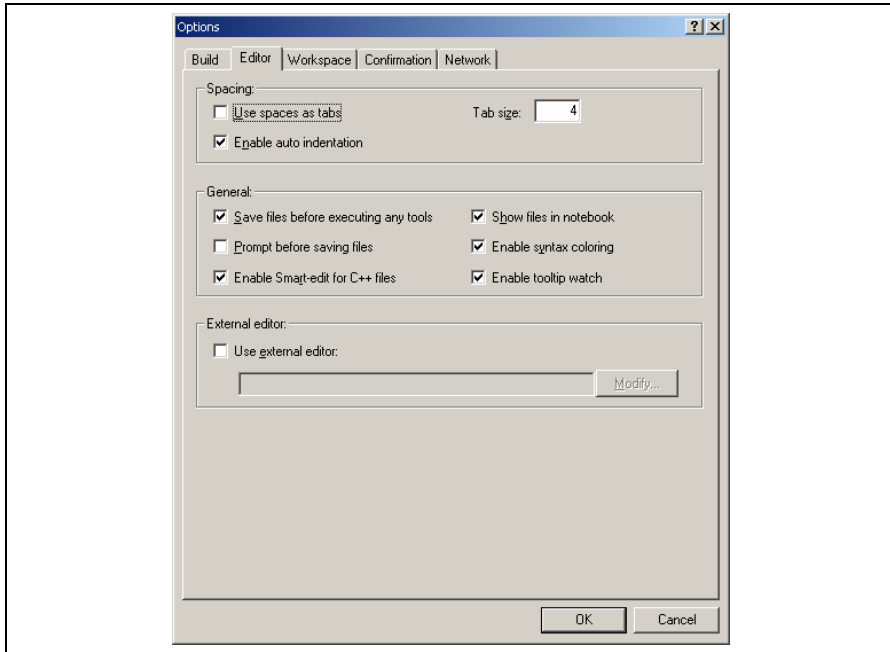 Options
Build Editor Workspace Confirmation Network
Spacing:
Use spaces as tabs
Tab size: 4
Enable auto indentation
General:
Save files before executing any tools
Show files in notebook
Prompt before saving files
Enable syntax coloring
Enable Smart-edit for C++ files
Enable tooltip watch
External editor:
Use external editor:
Modify...
OK Cancel